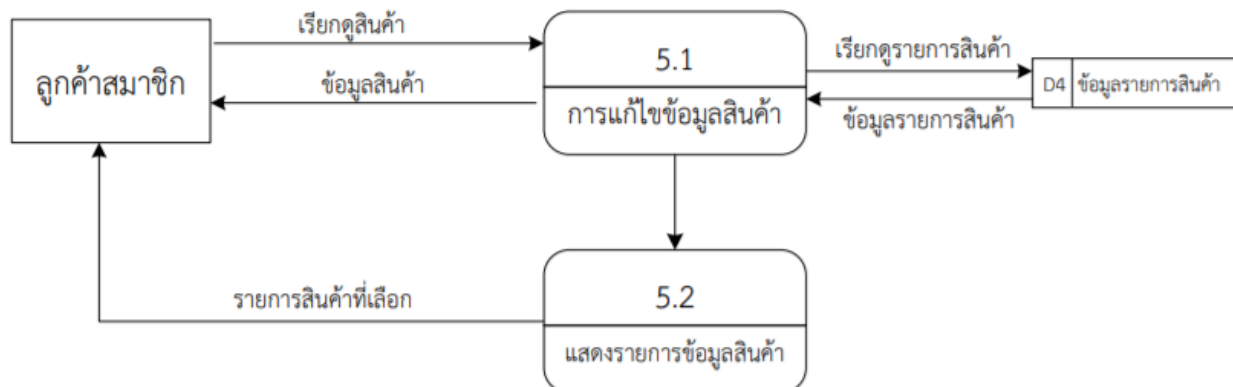 เรียกดูสินค้า
5.1
เรียกดูรายการสินค้า
ลูกค้าสมาชิก
ข้อมูลสินค้า
D4 ข้อมูลรายการสินค้า
การแก้ไขข้อมูลสินค้า
ข้อมูลรายการสินค้า
รายการสินค้าที่เลือก
5.2
แสดงรายการข้อมูลสินค้า